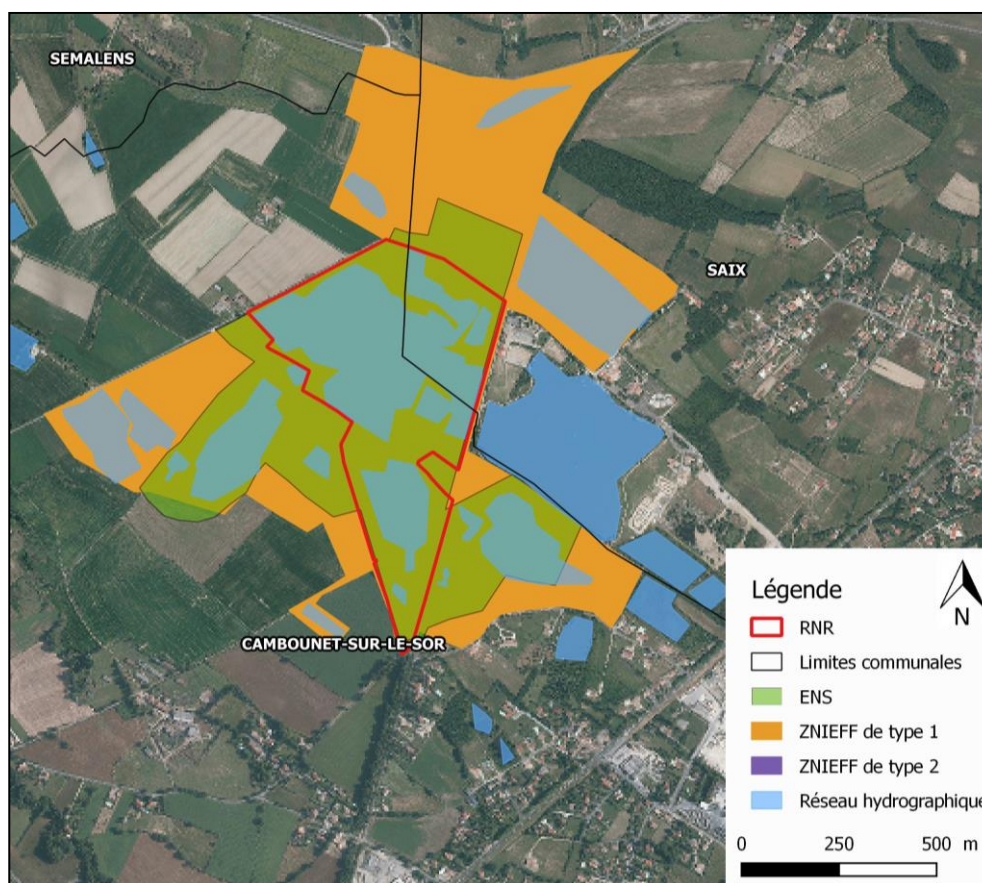 SEMALENS
SAIX
CAMBOUNET-SUR-LE-SOR
Légende
N
RNR
Limites communales
ENS
ZNIEFF de type 1
ZNIEFF de type 2
Réseau hydrographique
0 250 500 m